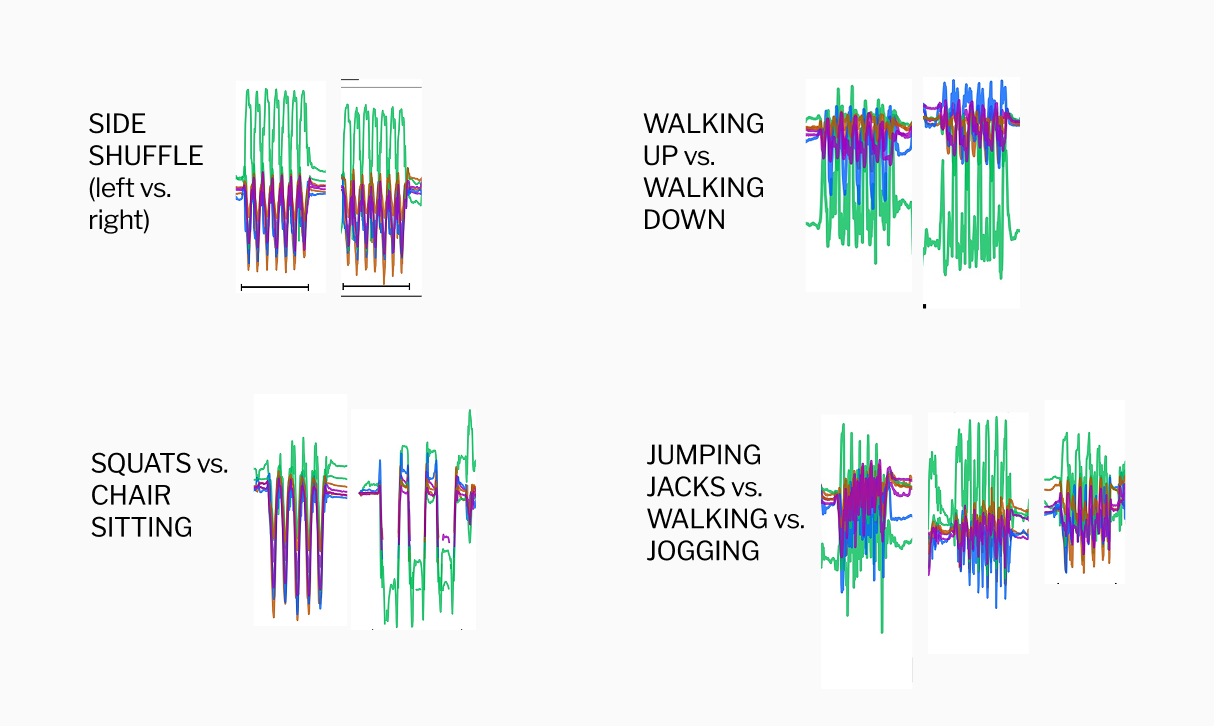 SIDE
SHUFFLE
(left vs.
right)
WALKING
UP vs.
WALKING
DOWN
SQUATS vs.
CHAIR
SITTING
JUMPING
JACKS vs.
WALKING vs.
JOGGING